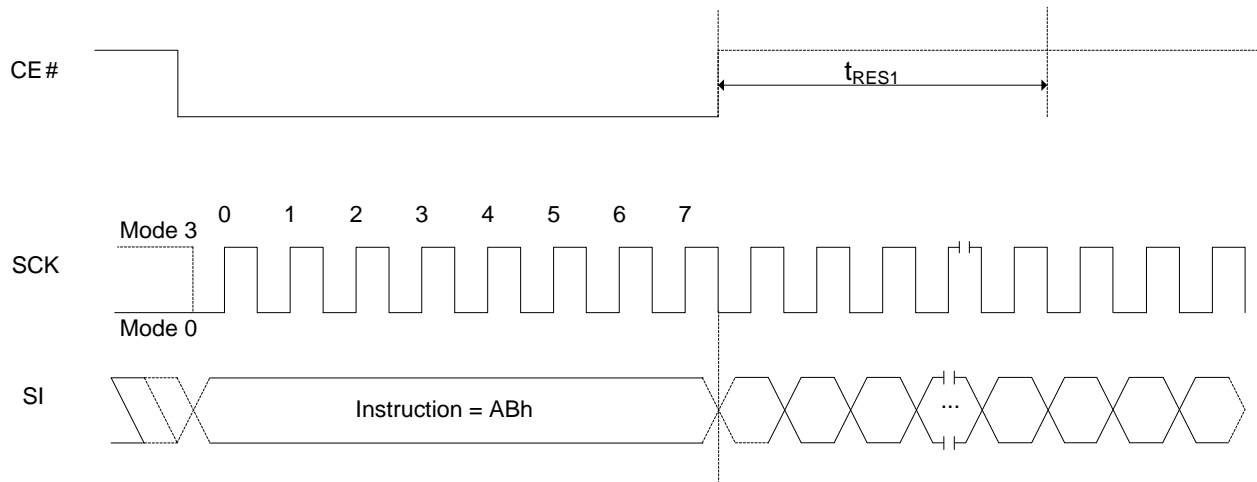 CE#
tRES1
0 1 2 3 4 5 6 7
Mode 3
SCK
Mode 0
SI
Instruction = ABh
...